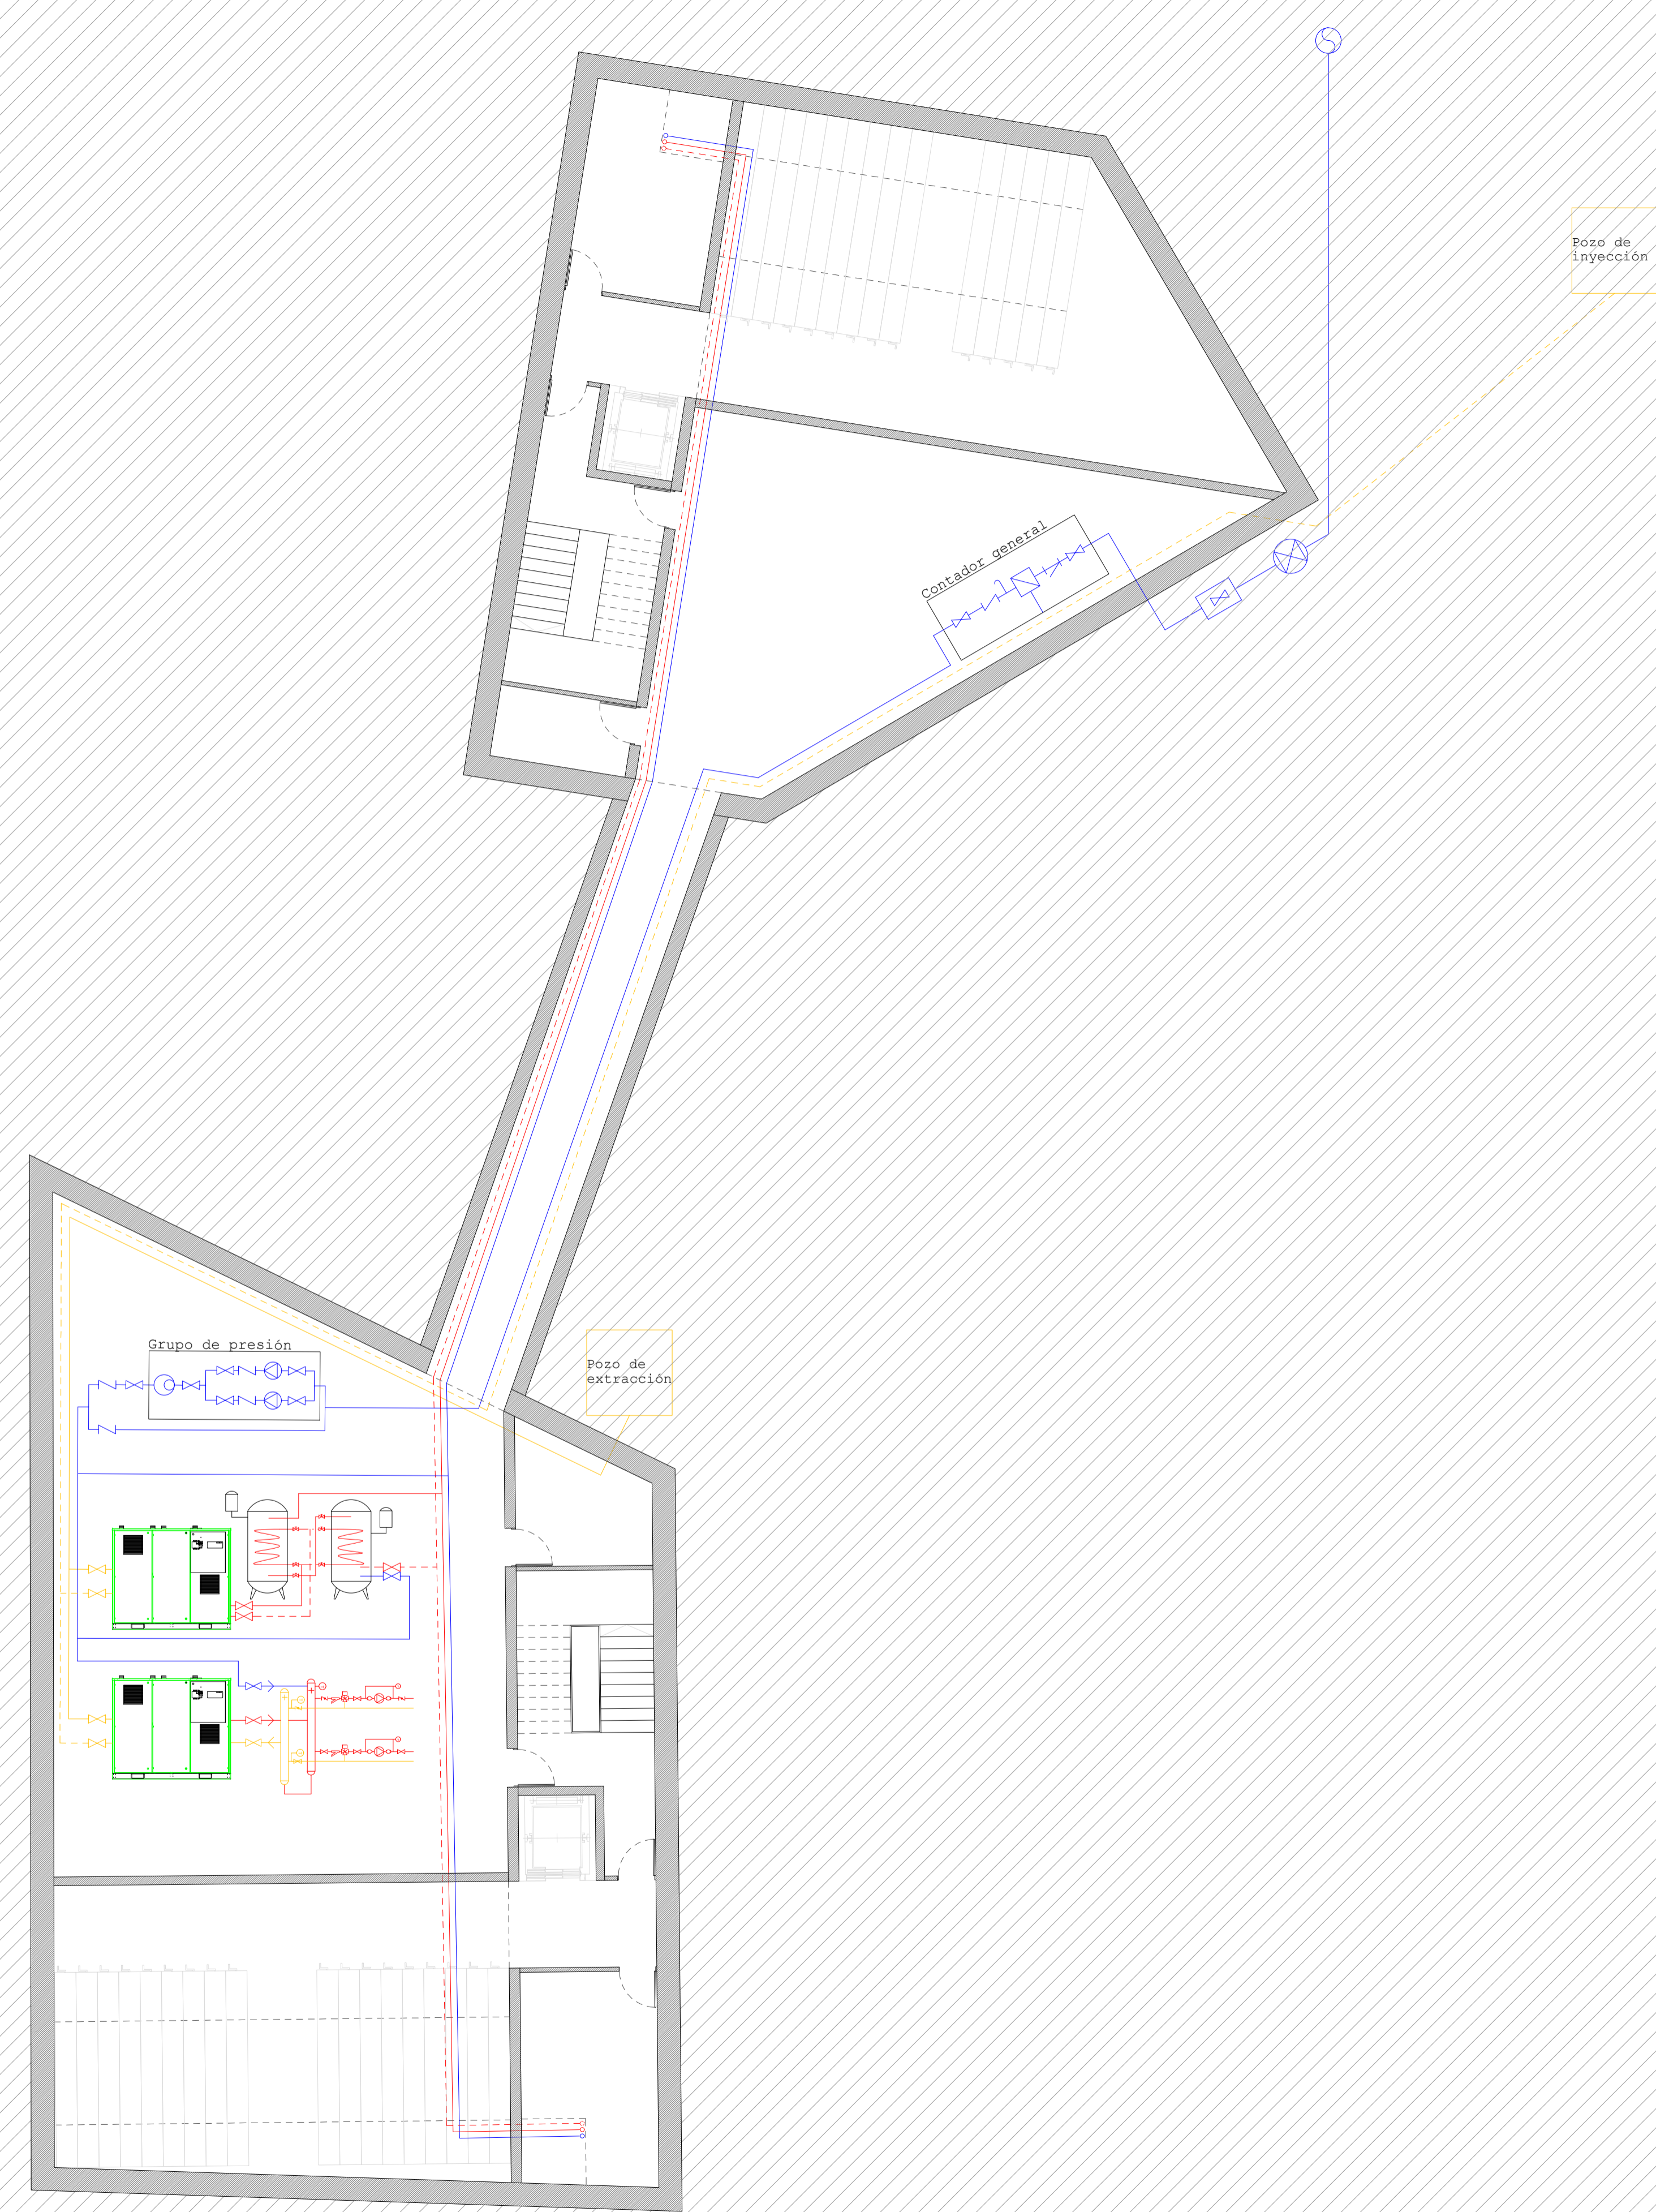 Pozo de
inyección
Contador general
Grupo de presión
Pozo de
extracción